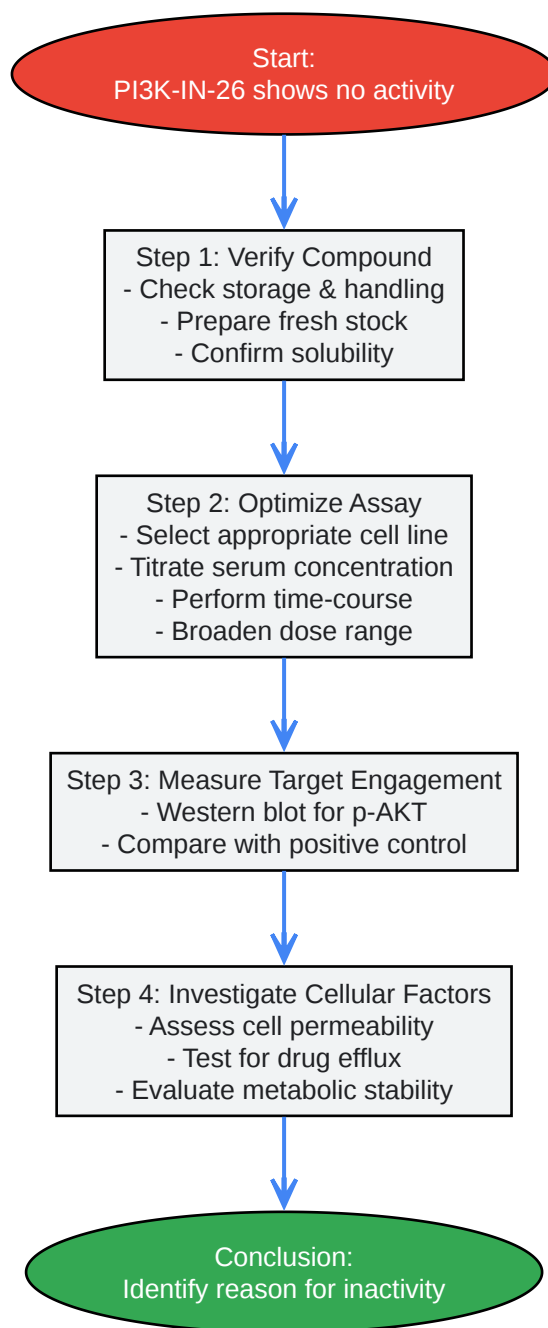 Start:
PI3K-IN-26 shows no activity
Step 1: Verify Compound
- Check storage & handling
- Prepare fresh stock
- Confirm solubility
Step 2: Optimize Assay
- Select appropriate cell line
- Titrate serum concentration
- Perform time-course
- Broaden dose range
Step 3: Measure Target Engagement
- Western blot for p-AKT
- Compare with positive control
Step 4: Investigate Cellular Factors
- Assess cell permeability
- Test for drug efflux
- Evaluate metabolic stability
Conclusion:
Identify reason for inactivity